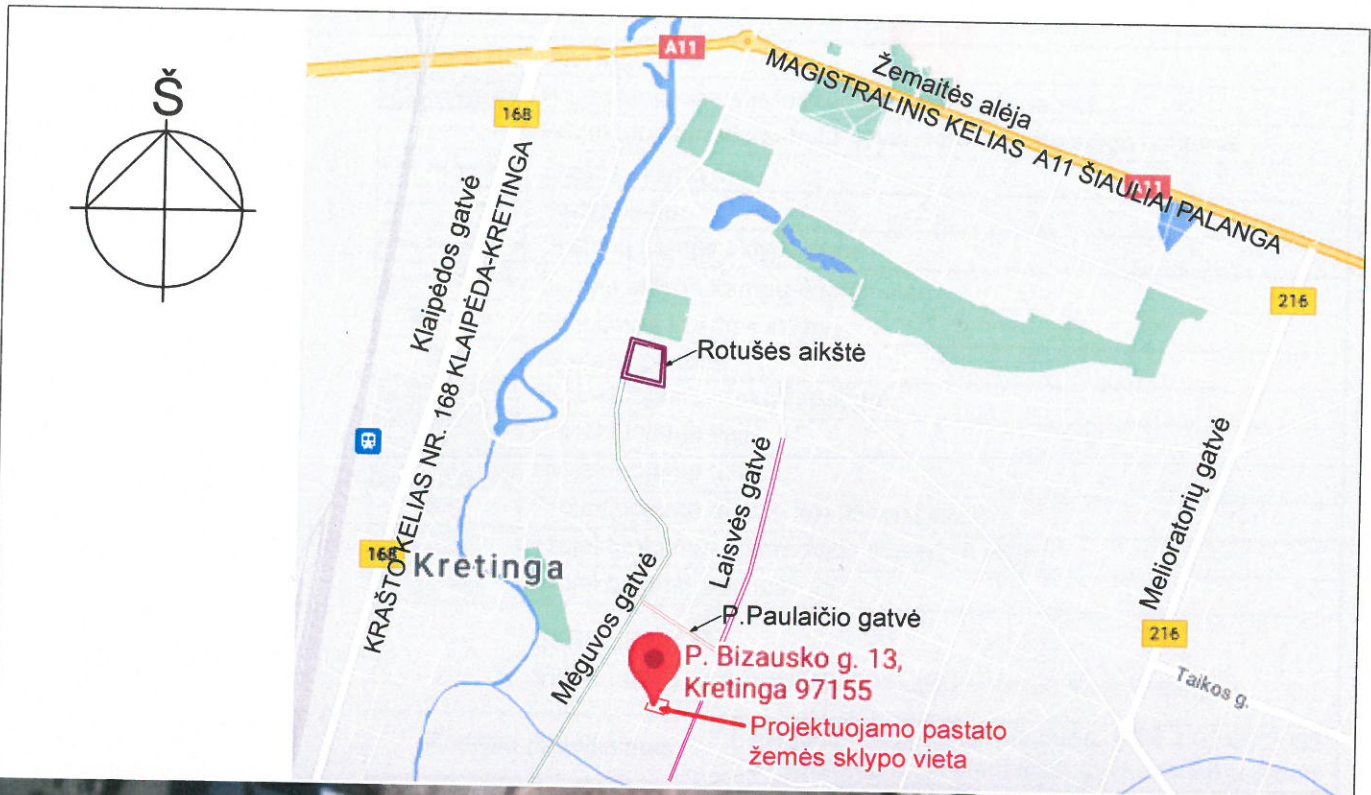 Š
A11
Žemaitės alėja
MAGISTRALINIS KELIAS A11 ŠIAULIAI PALANGA
A11
168
Klaipėdos gatvė
KRAŠTO KELIAS NR. 168 KLAIPĖDA-KRETINGA
216
Rotušės aikštė
Laisvės gatvė
Melioratorių gatvė
168
Kretinga
Mėguvos gatvė
P.Paulaičio gatvė
216
P. Bizausko g. 13,
Kretinga 97155
Taikos g.
Projektuojamo pastato
žemės sklypo vieta